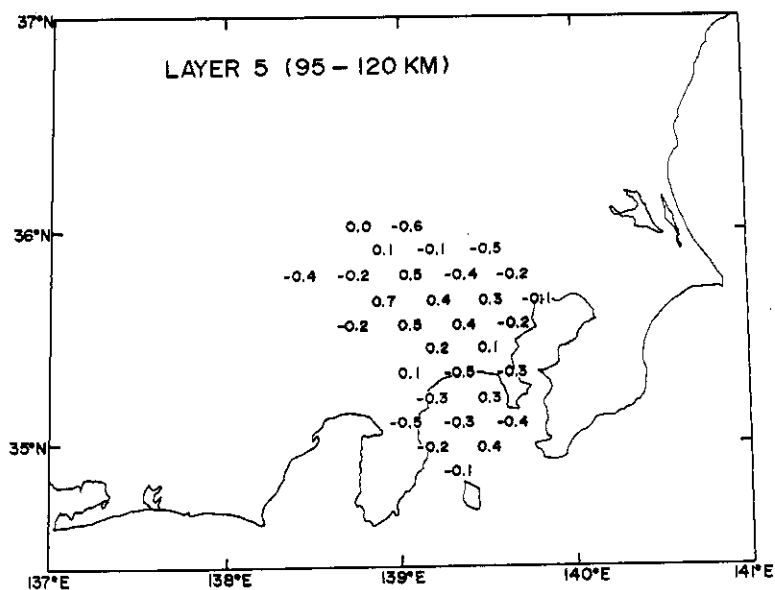 37°N
LAYER 5 (95 – 120 KM)
0.0 -0.6
36°N
0.1 -0.1 -0.5
-0.4 -0.2 0.5 -0.4 -0.2
0.7 0.4 0.3 -0.1
-0.2 0.5 0.4 -0.2
0.2 0.1
0.1 -0.5 -0.3
-0.3 0.3
-0.5 -0.3 -0.4
35°N
-0.2 0.4
-0.1
137°E 138°E 139°E 140°E 141°E